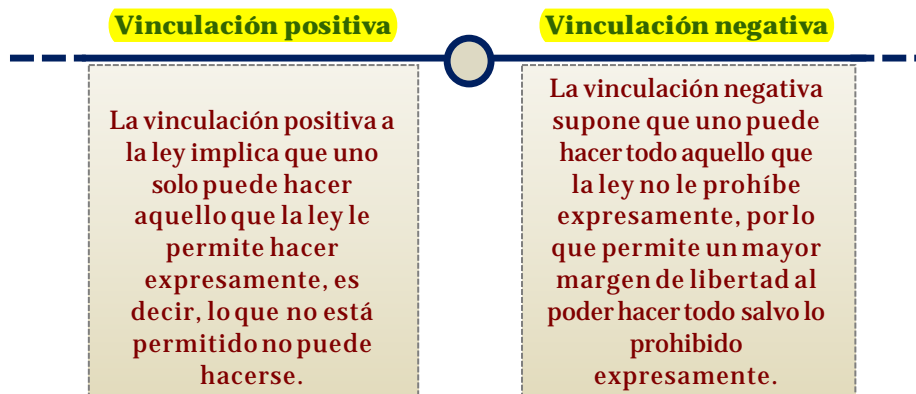 Vinculación positiva
La vinculación positiva a
la ley implica que uno
solo puede hacer
aquello que la ley le
permite hacer
expresamente, es
decir, lo que no está
permitido no puede
hacerse.
Vinculación negativa
La vinculación negativa
supone que uno puede
hacer todo aquello que
la ley no le prohíbe
expresamente, por lo
que permite un mayor
margen de libertad al
poder hacer todo salvo lo
prohibido
expresamente.